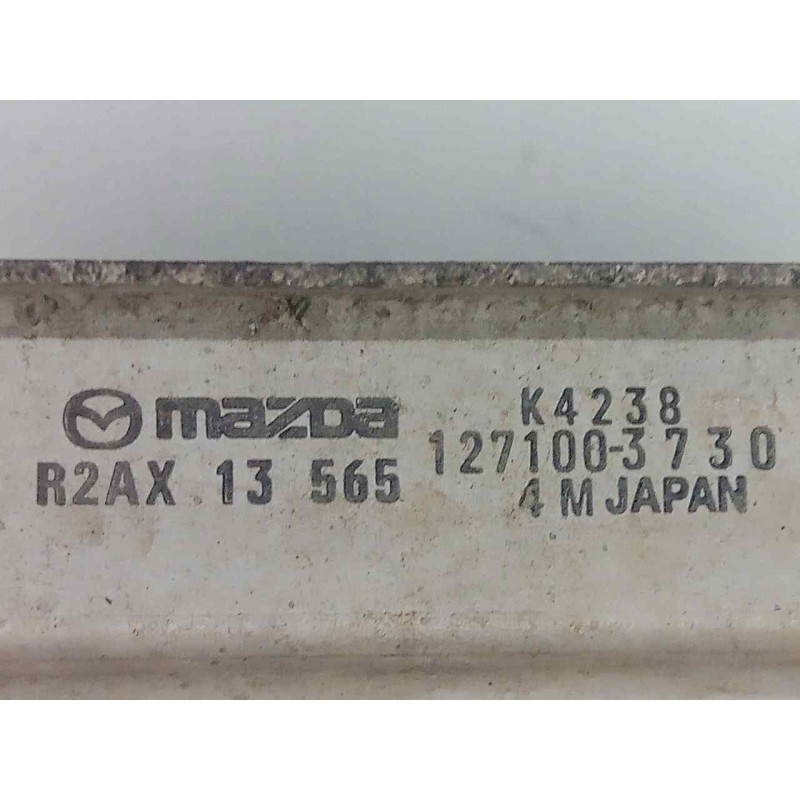 mazda K4238
R2AX 13 565 127100-3730
4 M JAPAN